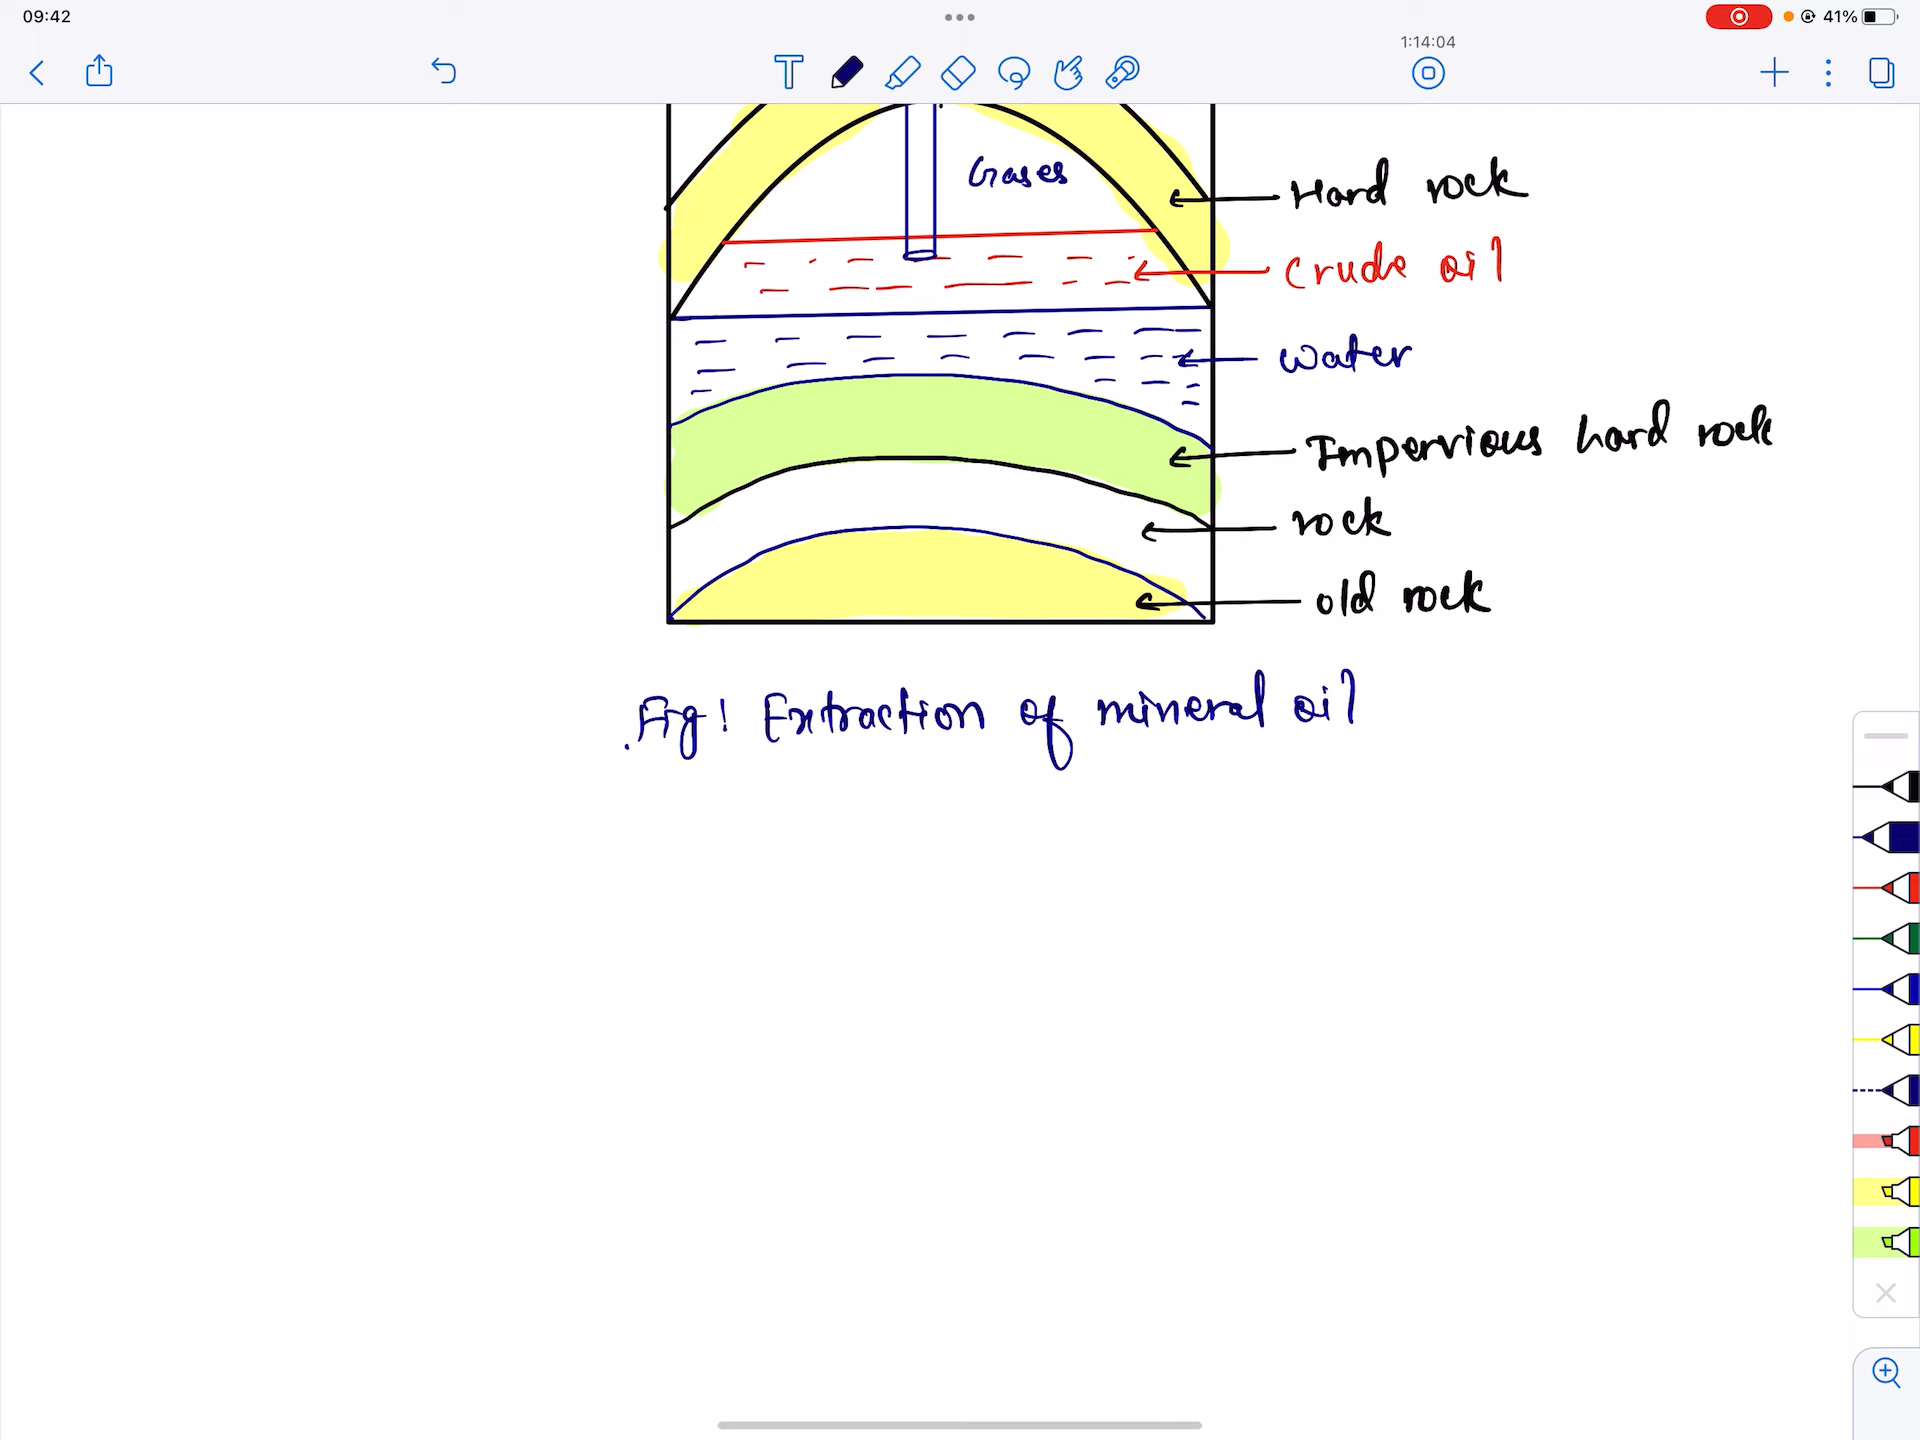 09:42
41%
1:14:04
T
Gases
Hard rock
Crude oil
Water
Impervious hard rock
rock
old rock
Fig: Extraction of mineral oil